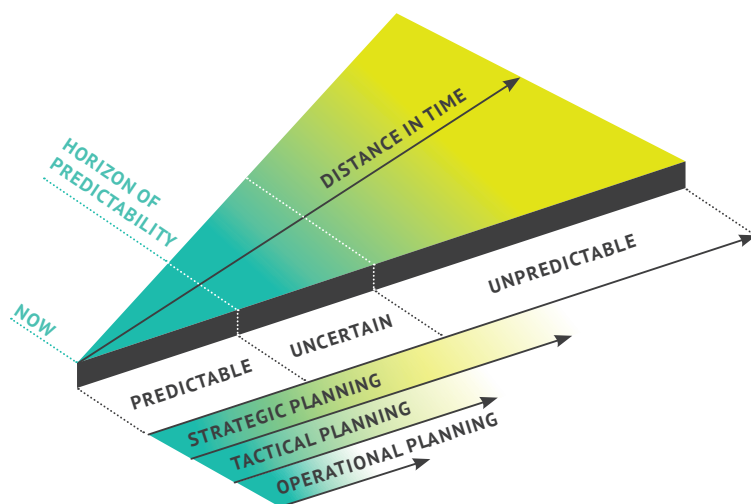 DISTANCE IN TIME
HORIZON OF
PREDICTABILITY
NOW
UNPREDICTABLE
UNCERTAIN
PREDICTABLE
STRATEGIC PLANNING
TACTICAL PLANNING
OPERATIONAL PLANNING